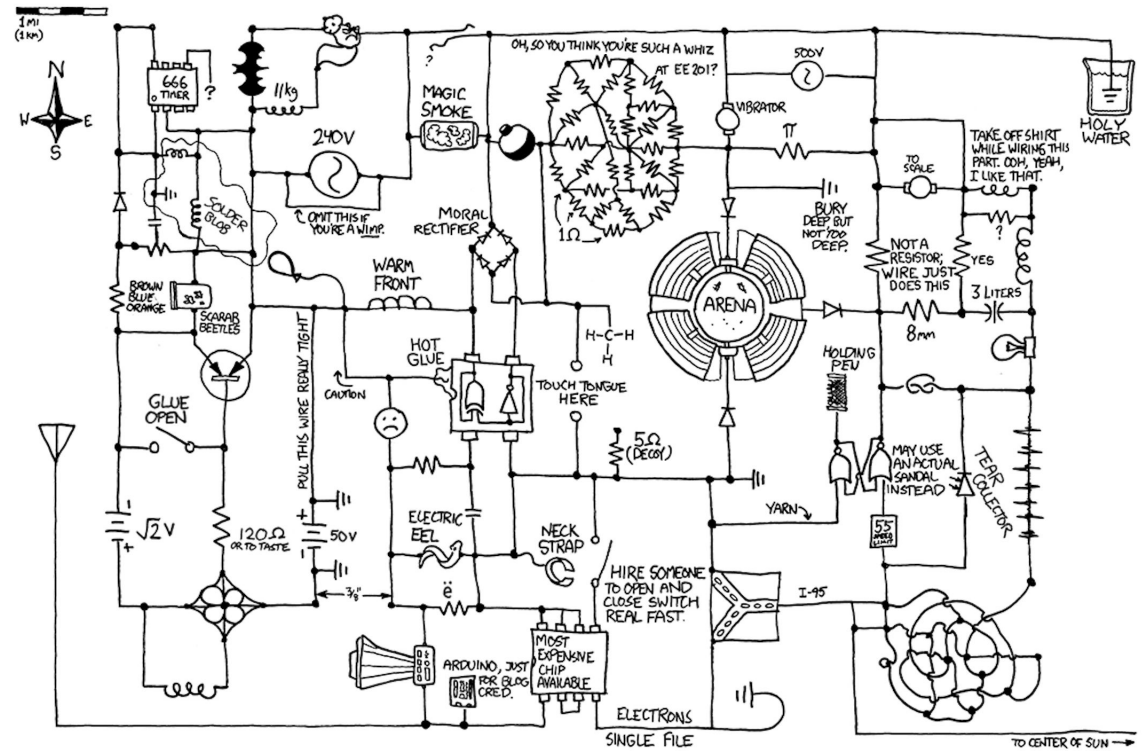 1 MI
(1 KM)
N
W E
S
666
TIMER
?
11kg
?
OH, SO YOU THINK YOU'RE SUCH A WHIZ
AT EE 201?
500V
HOLY
WATER
MAGIC
SMOKE
240V
OMIT THIS IF
YOU'RE A WIMP.
VIBRATOR
π
TO
SCALE
TAKE OFF SHIRT
WHILE WIRING THIS
PART. OOH, YEAH,
I LIKE THAT.
SOLDER
BLOB
MORAL
RECTIFIER
1Ω
BURY
DEEP BUT
NOT TOO
DEEP.
?
NOT A
RESISTOR;
WIRE JUST
DOES THIS
YES
BROWN
BLUE
ORANGE
SCARAB
BEETLES
WARM
FRONT
ARENA
3 LITERS
8mm
H-C-H
H
HOT
GLUE
PULL THIS WIRE REALLY TIGHT
CAUTION
TOUCH TONGUE
HERE
HOLDING
PEN
GLUE
OPEN
5Ω
(DECOY)
MAY USE
AN ACTUAL
SANDAL
INSTEAD
TEAR
COLLECTOR
YARN
-
√2V
+
120Ω
OR TO TASTE
+
50V
-
ELECTRIC
EEL
NECK
STRAP
55
SPEED
LIMIT
HIRE SOMEONE
TO OPEN AND
CLOSE SWITCH
REAL FAST.
3/8"
ë
I-95
MOST
EXPENSIVE
CHIP
AVAILABLE
ARDUINO, JUST
FOR BLOG
CRED.
ELECTRONS
SINGLE FILE
TO CENTER OF SUN